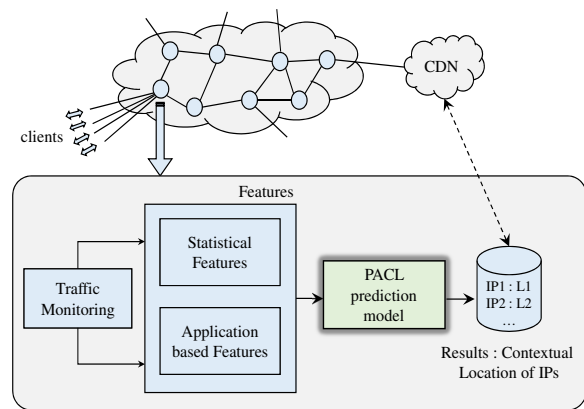 CDN
clients
Features
Statistical
Features
Traffic
Monitoring
Application
based Features
PACL
prediction
model
IP1 : L1
IP2 : L2
...
Results : Contextual
Location of IPs